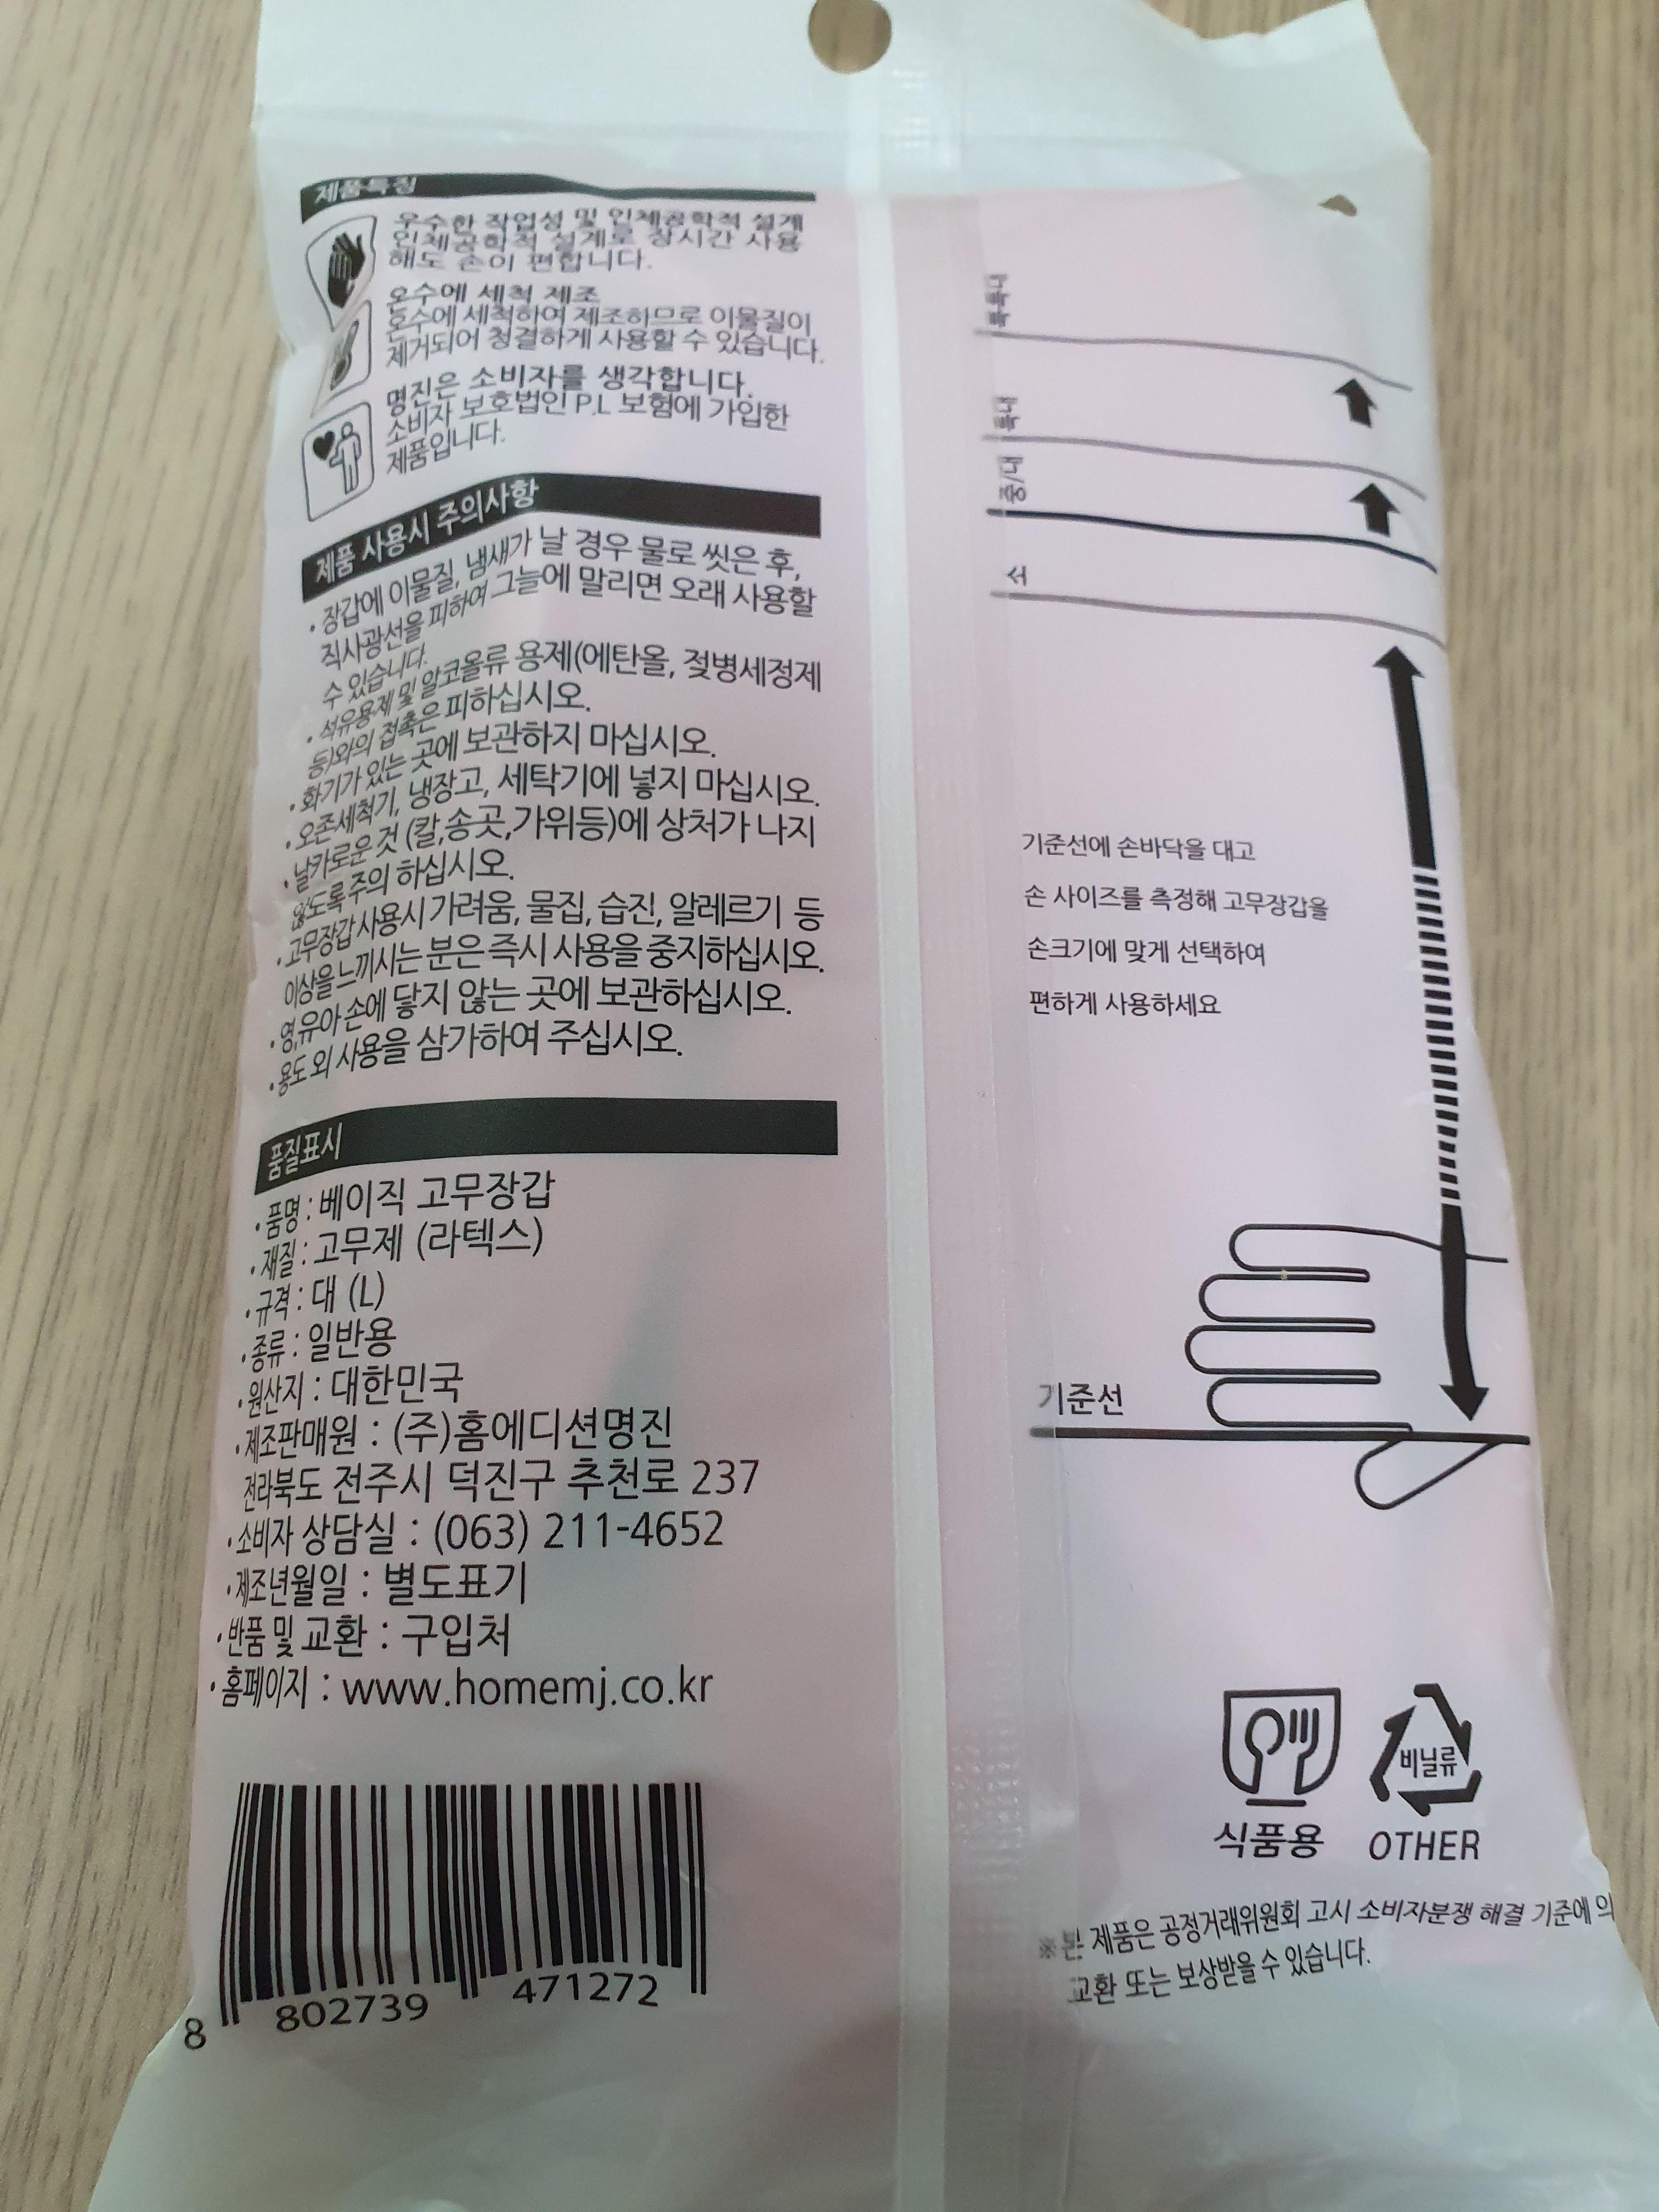 제품특징
우수한 작업성 및 인체공학적 설계
인체공학적 설계로 장시간 사용
해도 손이 편합니다.
온수에 세척 제조
온수에 세척하여 제조하므로 이물질이
제거되어 청결하게 사용할 수 있습니다.
명진은 소비자를 생각합니다.
소비자 보호법인 P.L 보험에 가입한
제품입니다.
제품 사용시 주의사항
· 장갑에 이물질, 냄새가 날 경우 물로 씻은 후,
직사광선을 피하여 그늘에 말리면 오래 사용할
수 있습니다.
· 석유용제 및 알코올류 용제(에탄올, 젖병세정제
등)와의 접촉은 피하십시오.
· 화기가 있는 곳에 보관하지 마십시오.
· 오존세척기, 냉장고, 세탁기에 넣지 마십시오.
· 날카로운 것 (칼,송곳,가위등)에 상처가 나지
않도록 주의 하십시오.
· 고무장갑 사용시 가려움, 물집, 습진, 알레르기 등
이상을 느끼시는 분은 즉시 사용을 중지하십시오.
· 영,유아 손에 닿지 않는 곳에 보관하십시오.
· 용도 외 사용을 삼가하여 주십시오.
품질표시
· 품명 : 베이직 고무장갑
· 재질 : 고무제 (라텍스)
· 규격 : 대 (L)
· 종류 : 일반용
· 원산지 : 대한민국
· 제조판매원 : (주)홈에디션명진
전라북도 전주시 덕진구 추천로 237
· 소비자 상담실 : (063) 211-4652
· 제조년월일 : 별도표기
· 반품 및 교환 : 구입처
· 홈페이지 : www.homemj.co.kr
8 802739 471272
중/대
소
기준선에 손바닥을 대고
손 사이즈를 측정해 고무장갑을
손크기에 맞게 선택하여
편하게 사용하세요
기준선
비닐류
식품용
OTHER
※본 제품은 공정거래위원회 고시 소비자분쟁 해결 기준에 의
교환 또는 보상받을 수 있습니다.